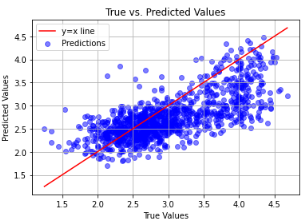 True vs. Predicted Values
y=x line
Predictions
4.5
4.0
3.5
3.0
2.5
2.0
1.5
Predicted Values
1.5 2.0 2.5 3.0 3.5 4.0 4.5
True Values